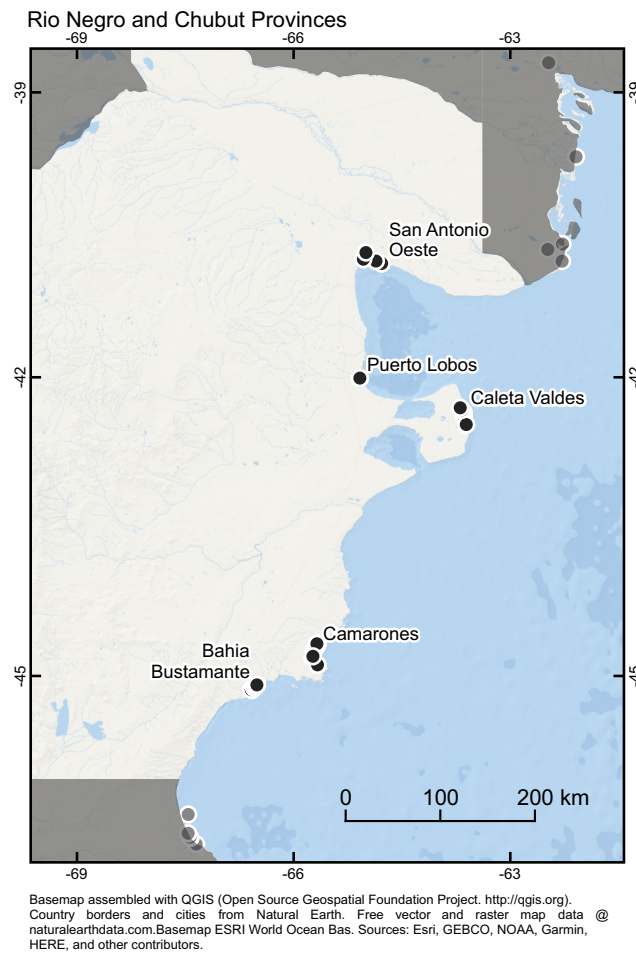 Rio Negro and Chubut Provinces
-69 -66 -63
-39 -39
San Antonio
Oeste
Puerto Lobos
-42 -42
Caleta Valdes
Camarones
Bahia
Bustamante
-45 -45
0 100 200 km
-69 -66 -63
Basemap assembled with QGIS (Open Source Geospatial Foundation Project. http://qgis.org).
Country borders and cities from Natural Earth. Free vector and raster map data @
naturalearthdata.com.Basemap ESRI World Ocean Bas. Sources: Esri, GEBCO, NOAA, Garmin,
HERE, and other contributors.